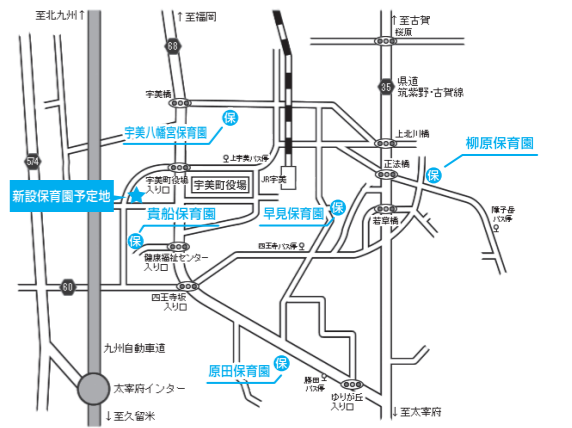 至北九州↑
↑至福岡
↑至古賀
桜原
68
県道
35
筑紫野・古賀線
宇美橋
保
宇美八幡宮保育園
上北川橋
柳原保育園
574
上宇美バス停
正法橋
保
宇美町役場
入り口
宇美町役場
JR宇美
新設保育園予定地
貴船保育園
早見保育園
保
障子岳
バス停
若草橋
保
四王寺バス停
健康福祉センター
入り口
60
四王寺坂
入り口
九州自動車道
原田保育園
保
勝田
バス停
太宰府インター
ゆりが丘
入り口
↓至久留米
↓至太宰府